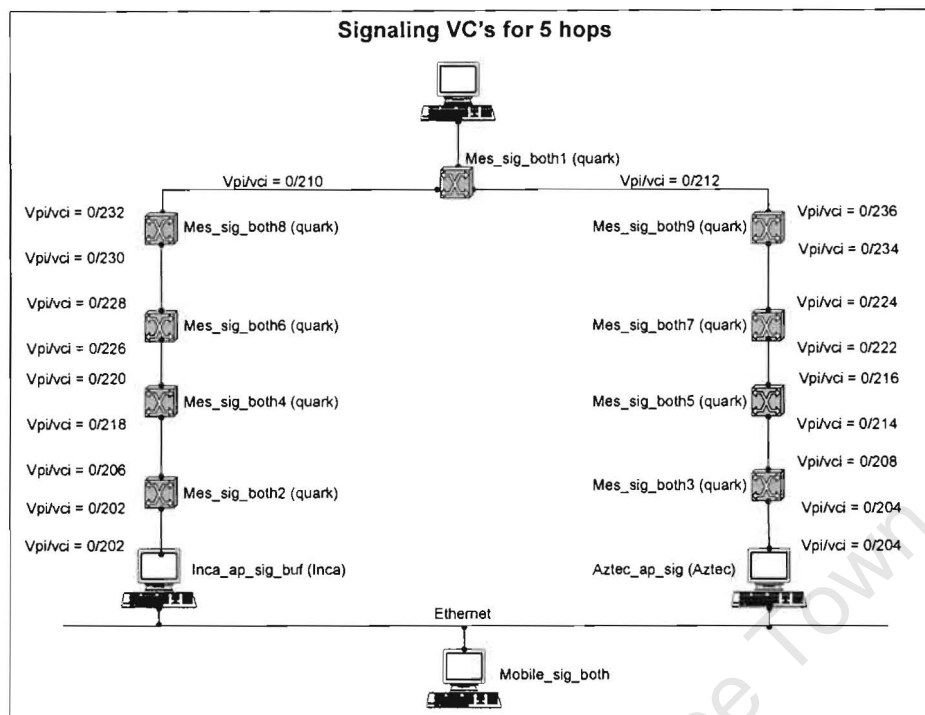 Signaling VC's for 5 hops
Mes_sig_both1 (quark)
Vpi/vci = 0/210
Vpi/vci = 0/212
Vpi/vci = 0/232
Mes_sig_both8 (quark)
Mes_sig_both9 (quark)
Vpi/vci = 0/236
Vpi/vci = 0/230
Vpi/vci = 0/234
Vpi/vci = 0/228
Mes_sig_both6 (quark)
Mes_sig_both7 (quark)
Vpi/vci = 0/224
Vpi/vci = 0/226
Vpi/vci = 0/222
Vpi/vci = 0/220
Mes_sig_both4 (quark)
Mes_sig_both5 (quark)
Vpi/vci = 0/216
Vpi/vci = 0/218
Vpi/vci = 0/214
Vpi/vci = 0/206
Mes_sig_both2 (quark)
Mes_sig_both3 (quark)
Vpi/vci = 0/208
Vpi/vci = 0/202
Vpi/vci = 0/204
Vpi/vci = 0/202
Vpi/vci = 0/204
Inca_ap_sig_buf (Inca)
Aztec_ap_sig (Aztec)
Ethernet
Mobile_sig_both
Town